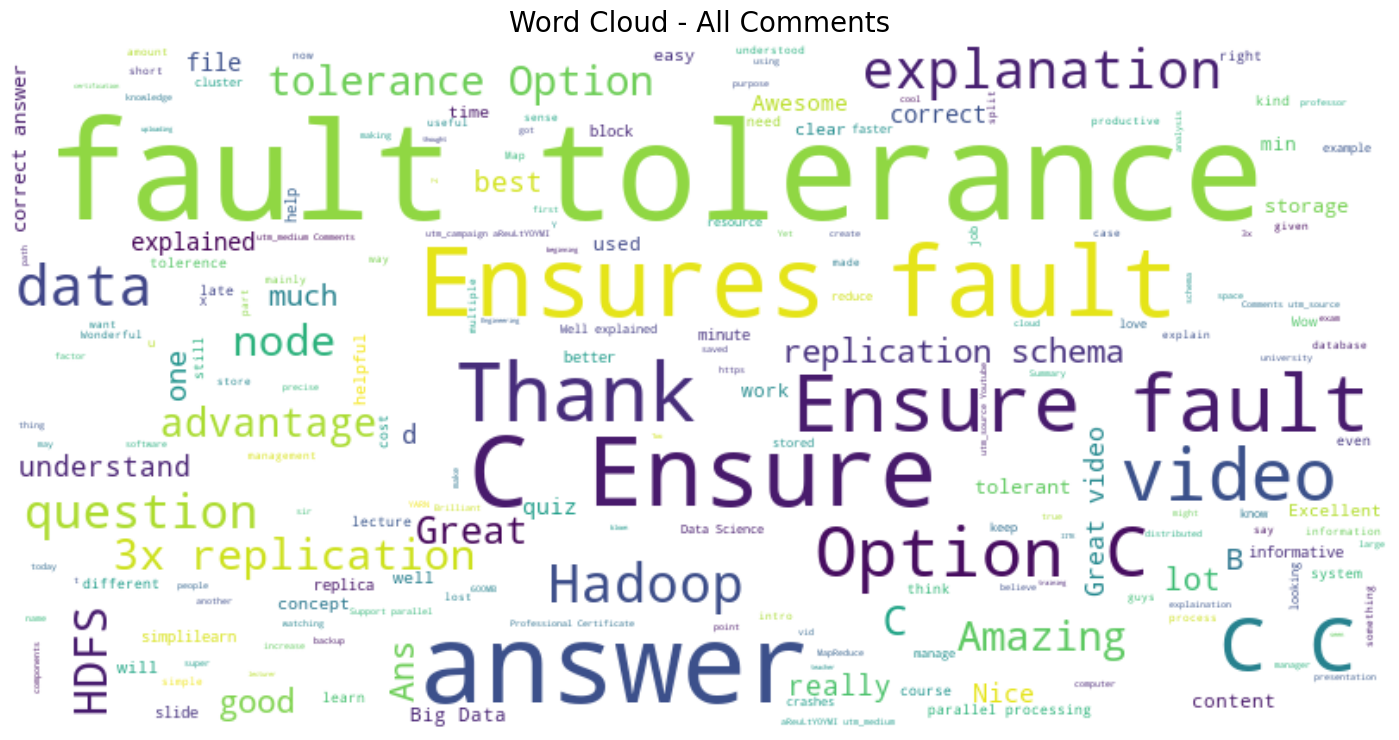 Word Cloud - All Comments
amount
short
now
file
cluster
tolerance Option
easy
understood
using
purpose
explanation
right
certification
knowledge
uploading
time
useful
sense
got
making
thought
block
Awesome
need
clear
faster
cool
split
correct
productive
analysis
kind
professor
min
example
correct answer
fault tolerance
Map
best
first
help
storage
resource
Yet
create
Y
job
case
3x
given
explained
utm_medium Comments
utm_campaign aReuLtYOYMI
beginning
used
path
tolerence
mainly
way
made
data
late
x
part
much
Ensures fault
reduce
schema
space
Comments utm_source
multiple
want
Wonderful
u
factor
Engineering
Well explained
minute
saved
cloud
love
explain
Wow
exam
database
university
node
one
still
store
precise
helpful
better
https
replication schema
Summary
work
Thank
Ensure fault
utm_source Youtube
advantage
cost
d
thing
may
software
management
understand
make
C Ensure
stored
even
Great video
video
tolerant
question
YARN
Brilliant
sir
lecture
Great
quiz
Data Science
keep
true
know
might
say
Excellent
information
large
3x replication
Option C
distributed
B
informative
today
t
different
people
replica
well
lost
GOOMB
Hadoop
think
believe
training
guys
lot
explaination
process
looking
system
something
name
another
concept
watching
Support parallel
Professional Certificate
point
intro
vid
C
manage
Amazing
C C
seen
manager
presentation
HDFS
simplilearn
backup
increase
will
super
simple
lecturer
Ans
answer
MapReduce
teacher
really
crashes
course
Nice
computer
components
slide
good
learn
Big Data
aReuLtYOYMI utm_medium
parallel processing
content